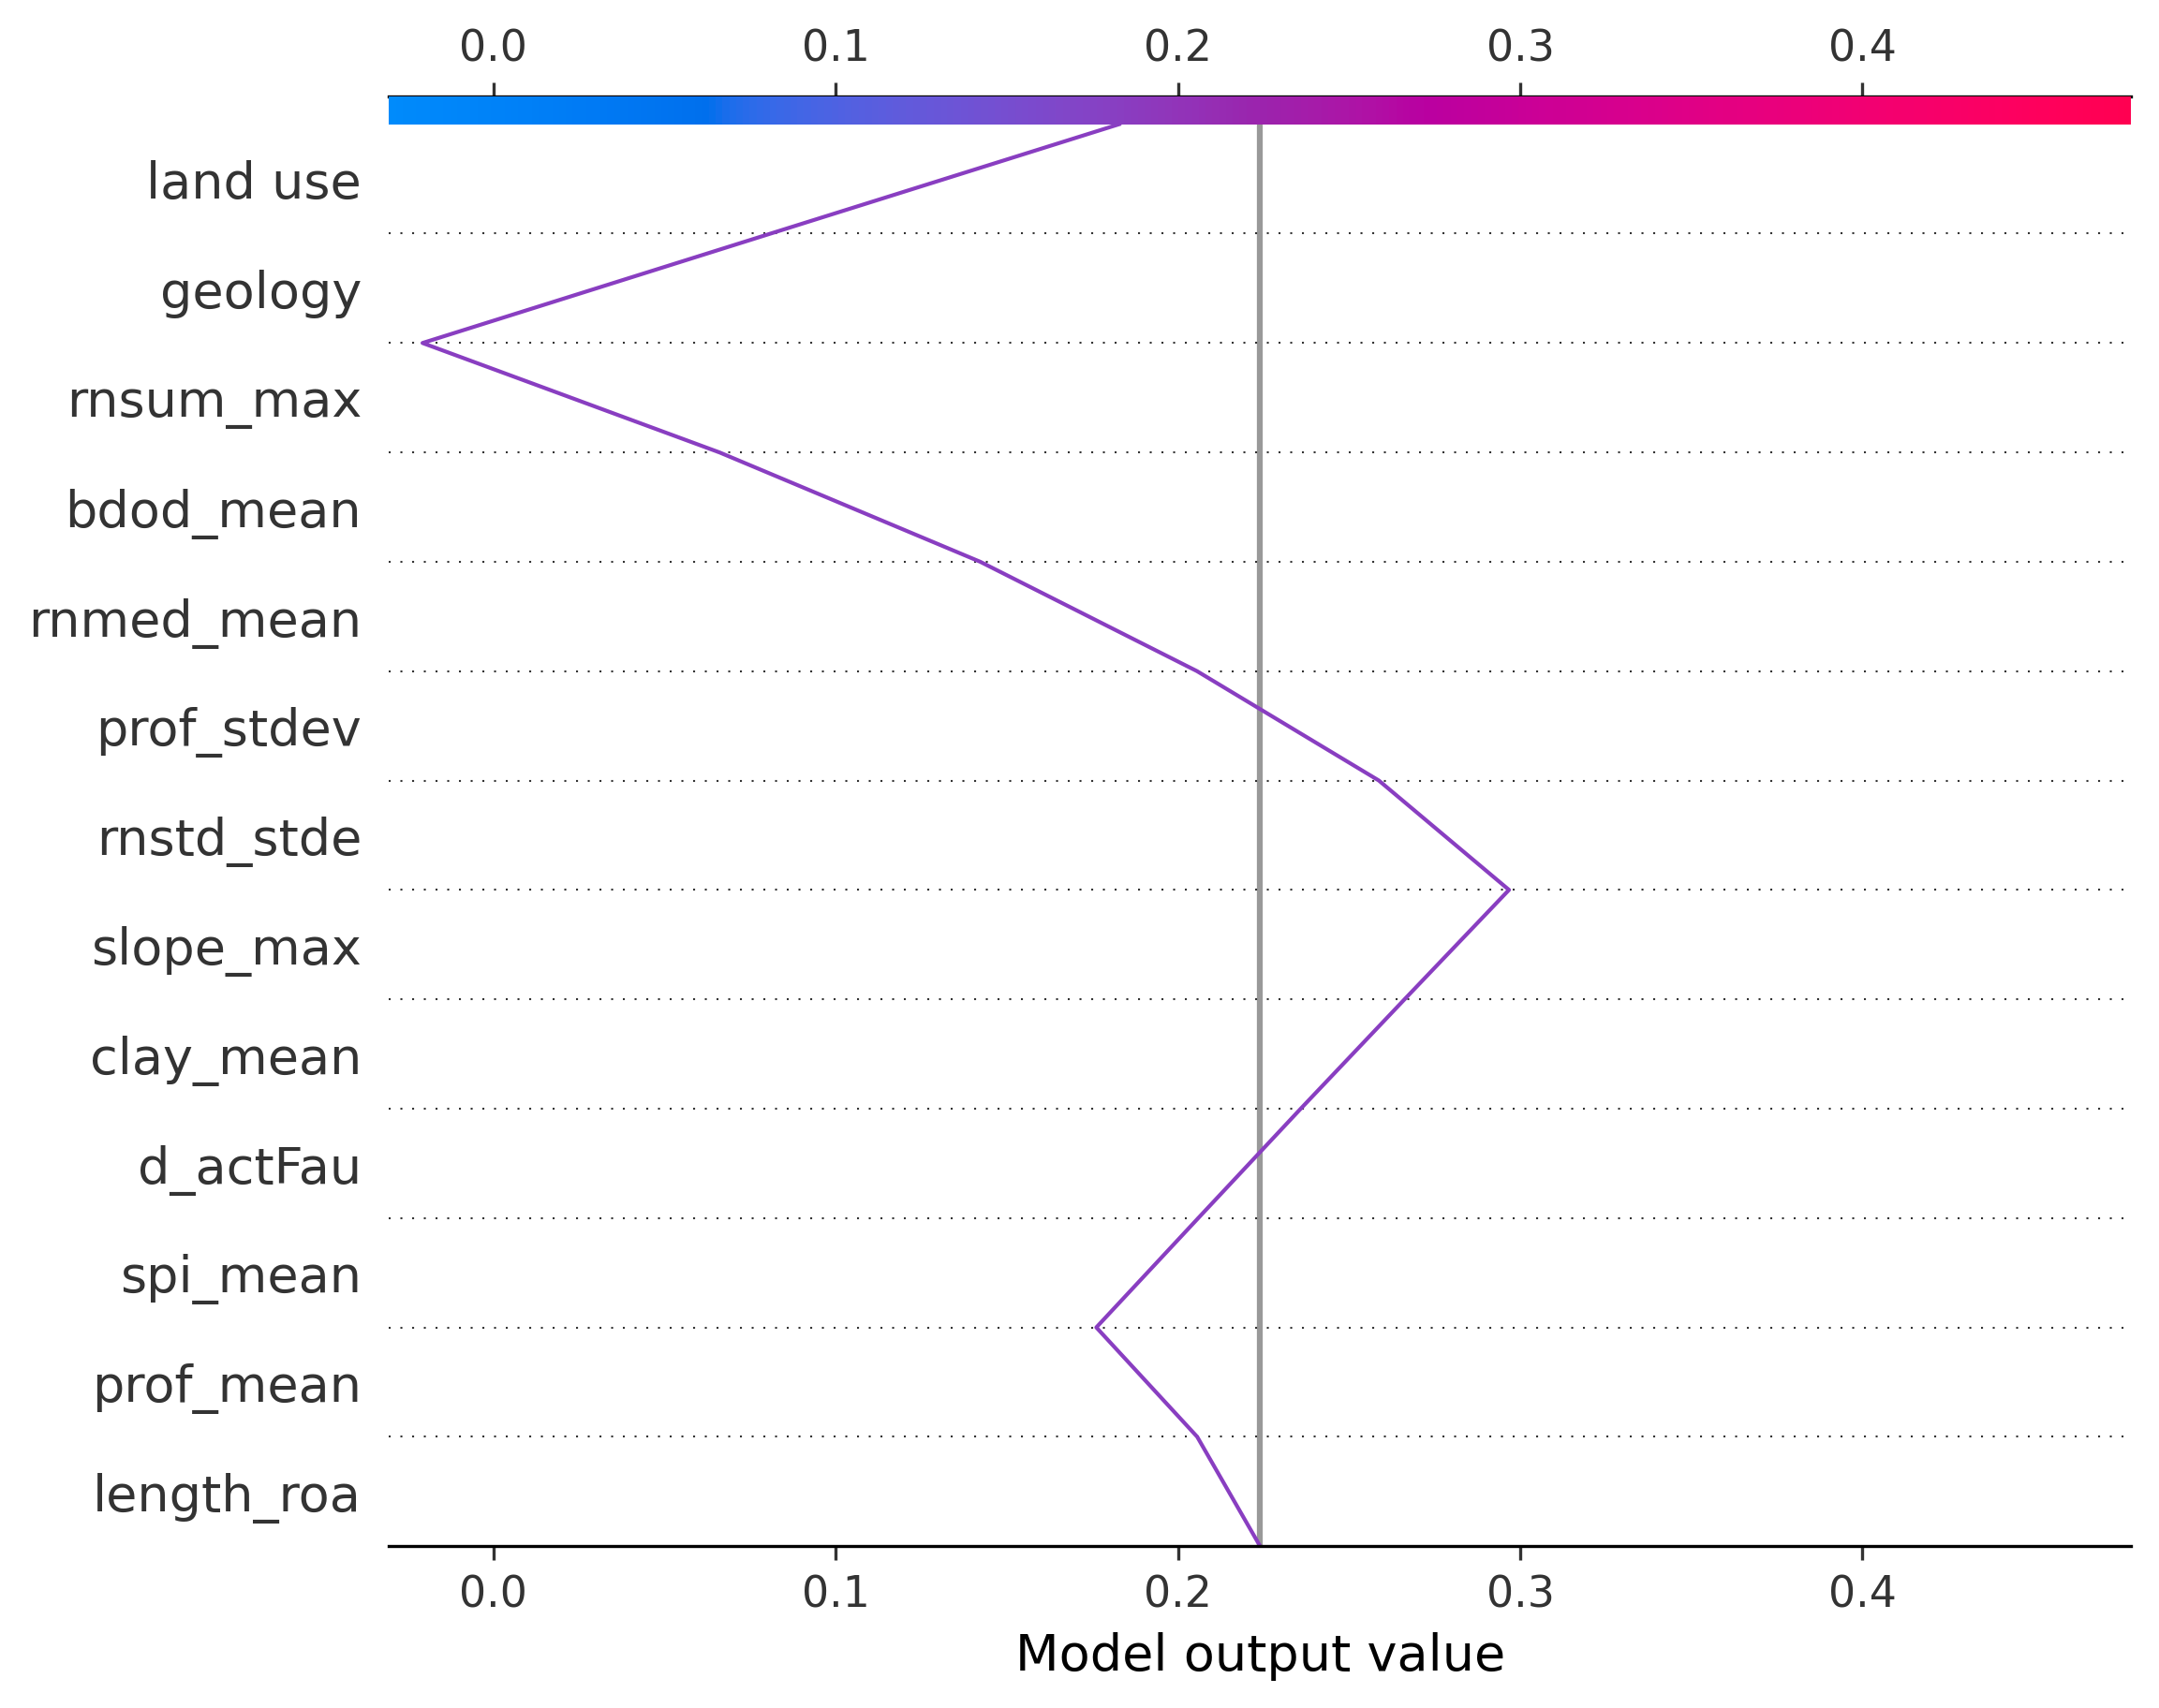 0.0 0.1 0.2 0.3 0.4
land use
geology
rnsum_max
bdod_mean
rnmed_mean
prof_stdev
rnstd_stde
slope_max
clay_mean
d_actFau
spi_mean
prof_mean
length_roa
0.0 0.1 0.2 0.3 0.4
Model output value